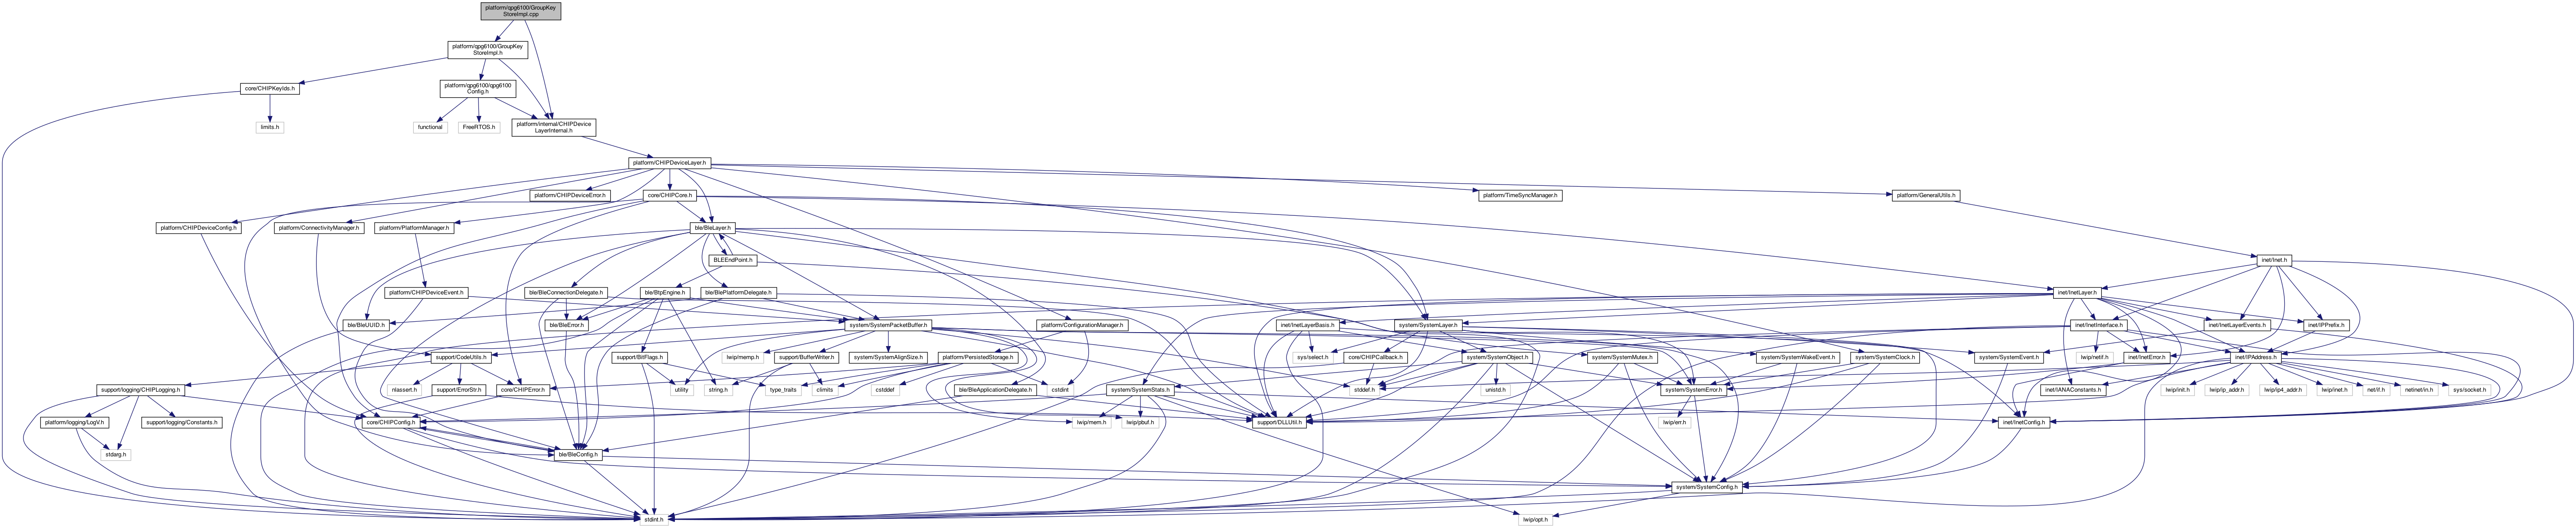 platform/qpg6100/GroupKey
StoreImpl.cpp
platform/qpg6100/GroupKey
StoreImpl.h
core/CHIPKeyIds.h
platform/qpg6100/qpg6100
Config.h
limits.h
functional
FreeRTOS.h
platform/internal/CHIPDevice
LayerInternal.h
platform/CHIPDeviceLayer.h
platform/CHIPDeviceError.h
core/CHIPCore.h
platform/TimeSyncManager.h
platform/GeneralUtils.h
platform/CHIPDeviceConfig.h
platform/ConnectivityManager.h
platform/PlatformManager.h
ble/BleLayer.h
BLEEndPoint.h
inet/Inet.h
platform/CHIPDeviceEvent.h
ble/BleConnectionDelegate.h
ble/BtpEngine.h
ble/BlePlatformDelegate.h
inet/InetLayer.h
ble/BleUUID.h
ble/BleError.h
system/SystemPacketBuffer.h
platform/ConfigurationManager.h
inet/InetLayerBasis.h
system/SystemLayer.h
inet/InetInterface.h
inet/InetLayerEvents.h
inet/IPPrefix.h
support/CodeUtils.h
support/BitFlags.h
lwip/memp.h
support/BufferWriter.h
system/SystemAlignSize.h
platform/PersistedStorage.h
sys/select.h
core/CHIPCallback.h
system/SystemObject.h
system/SystemMutex.h
system/SystemWakeEvent.h
system/SystemClock.h
system/SystemEvent.h
lwip/netif.h
inet/InetError.h
inet/IPAddress.h
support/logging/CHIPLogging.h
nlassert.h
support/ErrorStr.h
core/CHIPError.h
utility
string.h
type_traits
climits
cstddef
ble/BleApplicationDelegate.h
cstdint
system/SystemStats.h
stddef.h
unistd.h
system/SystemError.h
inet/IANAConstants.h
lwip/init.h
lwip/ip_addr.h
lwip/ip4_addr.h
lwip/inet.h
net/if.h
netinet/in.h
sys/socket.h
platform/logging/LogV.h
support/logging/Constants.h
core/CHIPConfig.h
lwip/mem.h
lwip/pbuf.h
support/DLLUtil.h
lwip/err.h
inet/InetConfig.h
stdarg.h
ble/BleConfig.h
system/SystemConfig.h
stdint.h
lwip/opt.h